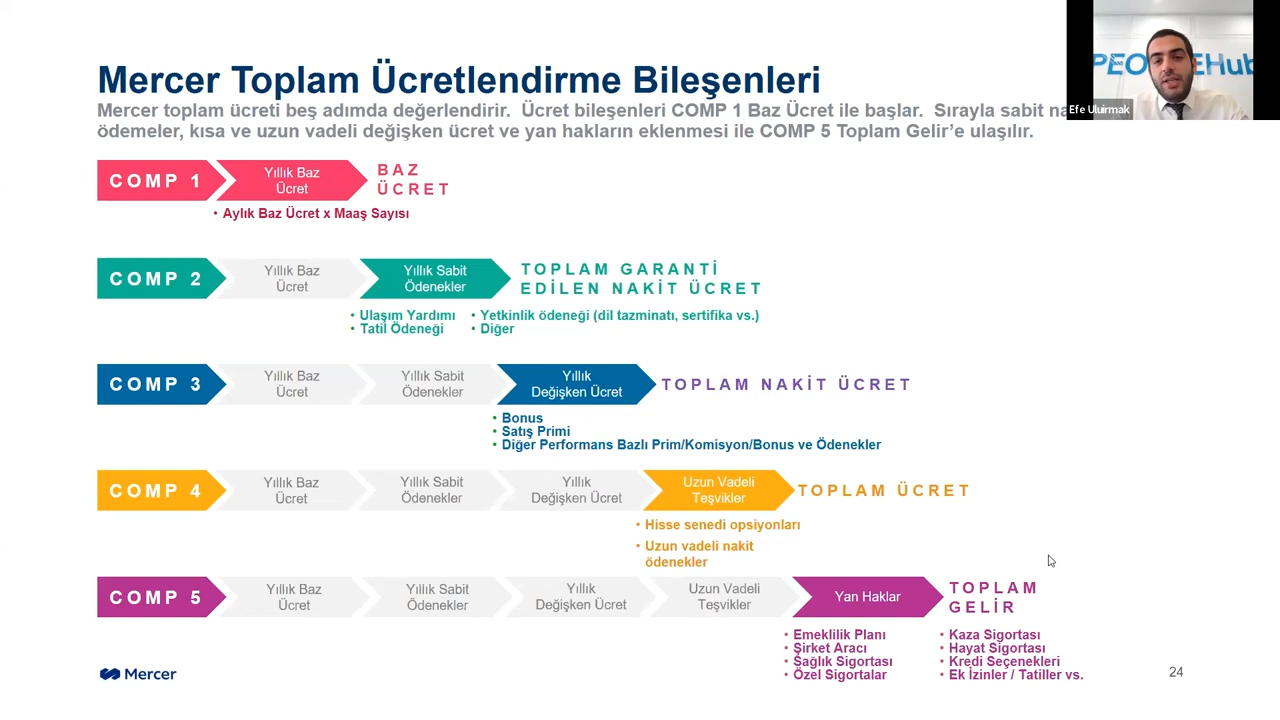 Mercer Toplam Ücretlendirme Bileşenleri
Mercer toplam ücreti beş adımda değerlendirir. Ücret bileşenleri COMP 1 Baz Ücret ile başlar. Sırayla sabit
ödemeler, kısa ve uzun vadeli değişken ücret ve yan hakların eklenmesi ile COMP 5 Toplam Gelir'e ulaşılır.
Efe Uluirmak
COMP 1
Yıllık Baz
Ücret
BAZ
ÜCRET
• Aylık Baz Ücret x Maaş Sayısı
COMP 2
Yıllık Baz
Ücret
Yıllık Sabit
Ödenekler
TOPLAM GARANTİ
EDİLEN NAKİT ÜCRET
• Ulaşım Yardımı
• Tatil Ödeneği
• Yetkinlik ödeneği (dil tazminatı, sertifika vs.)
• Diğer
COMP 3
Yıllık Baz
Ücret
Yıllık Sabit
Ödenekler
Yıllık
Değişken Ücret
TOPLAM NAKİT ÜCRET
• Bonus
• Satış Primi
• Diğer Performans Bazlı Prim/Komisyon/Bonus ve Ödenekler
COMP 4
Yıllık Baz
Ücret
Yıllık Sabit
Ödenekler
Yıllık
Değişken Ücret
Uzun Vadeli
Teşvikler
TOPLAM ÜCRET
• Hisse senedi opsiyonları
• Uzun vadeli nakit
ödenekler
COMP 5
Yıllık Baz
Ücret
Yıllık Sabit
Ödenekler
Yıllık
Değişken Ücret
Uzun Vadeli
Teşvikler
Yan Haklar
TOPLAM
GELİR
• Emeklilik Planı
• Şirket Aracı
• Sağlık Sigortası
• Özel Sigortalar
• Kaza Sigortası
• Hayat Sigortası
• Kredi Seçenekleri
• Ek İzinler / Tatiller vs.
Mercer
24